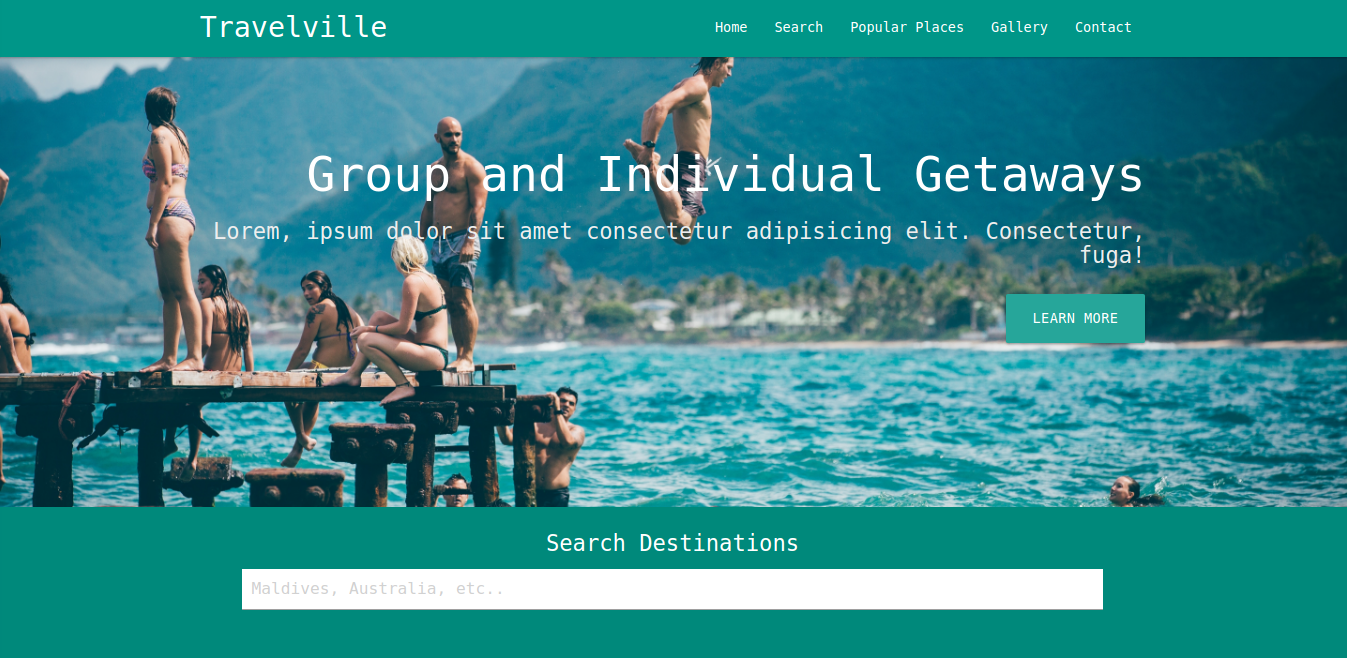 Travelville
Home Search Popular Places Gallery Contact
Group and Individual Getaways
Lorem, ipsum dolor sit amet consectetur adipisicing elit. Consectetur,
fuga!
LEARN MORE
Search Destinations
Maldives, Australia, etc..